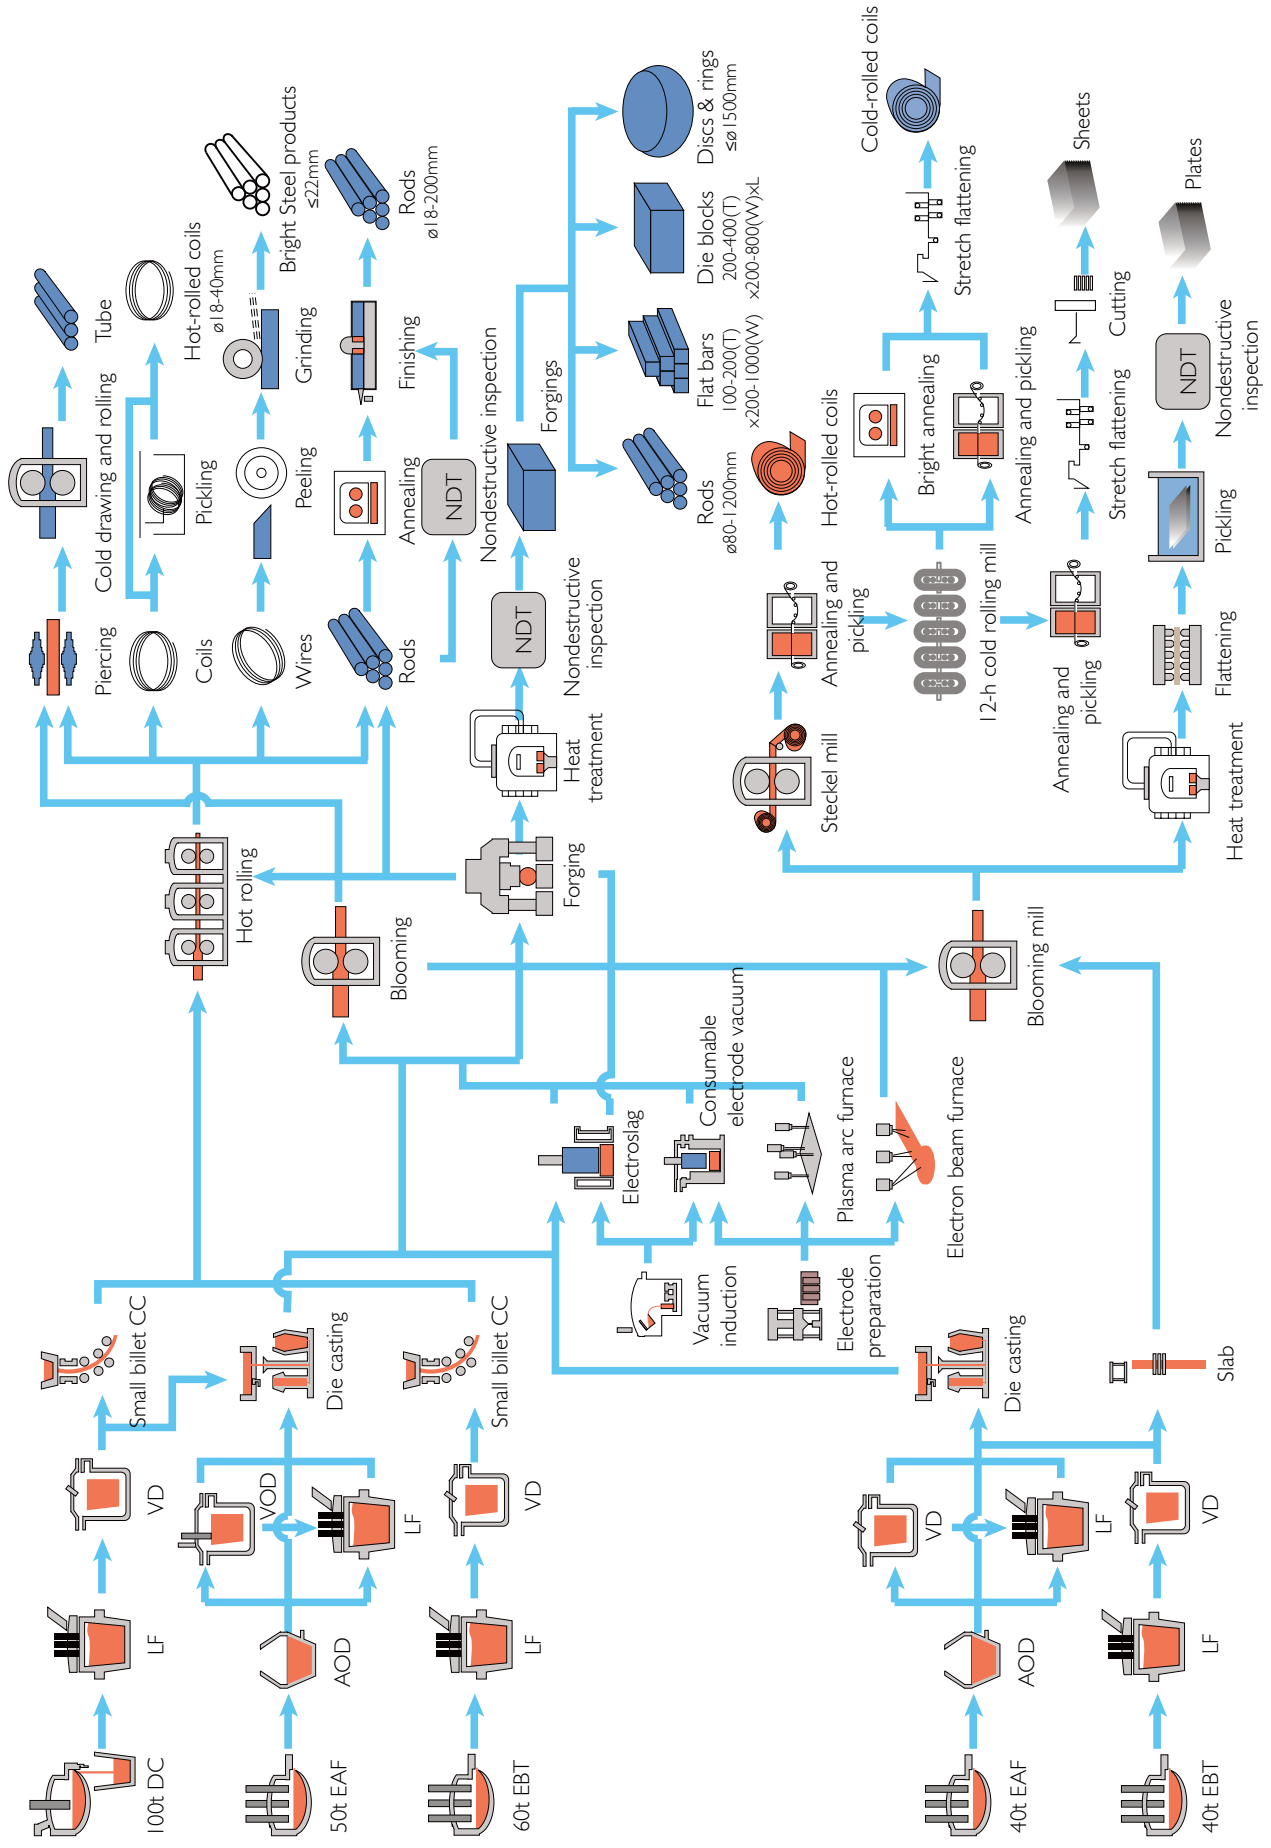 100t DC
LF
VD
Small billet CC
50t EAF
AOD
VOD
LF
Die casting
60t EBT
LF
VD
Small billet CC
40t EAF
AOD
VD
LF
Die casting
40t EBT
LF
VD
Slab
Vacuum
induction
Electrode
preparation
Electroslag
Consumable
electrode vacuum
Plasma arc furnace
Electron beam furnace
Hot rolling
Blooming
Forging
Blooming mill
Piercing
Cold drawing and rolling
Tube
Coils
Pickling
Hot-rolled coils
ø18-40mm
Wires
Peeling
Grinding
Bright Steel products
≤22mm
Rods
Annealing
Finishing
Rods
ø18-200mm
NDT
Nondestructive inspection
Heat
treatment
NDT
Nondestructive
inspection
Forgings
Rods
ø80-1200mm
Flat bars
100-200(T)
x200-1000(W)
Die blocks
200-400(T)
x200-800(W)xL
Discs & rings
≤ø1500mm
Steckel mill
Annealing and
pickling
Hot-rolled coils
12-h cold rolling mill
Bright annealing
Annealing and pickling
Stretch flattening
Cold-rolled coils
Annealing and
pickling
Stretch flattening
Cutting
Sheets
Heat treatment
Flattening
Pickling
NDT
Nondestructive
inspection
Plates